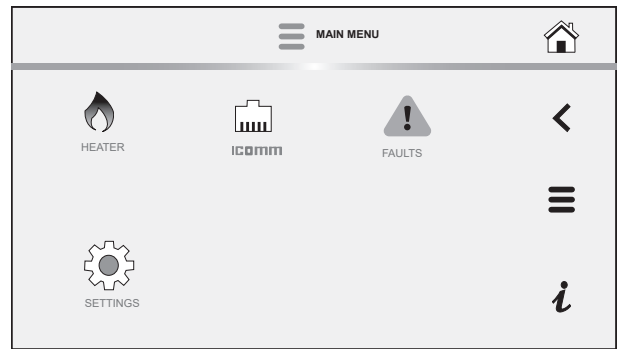 MAIN MENU
HEATER
ICOMM
FAULTS
SETTINGS
i